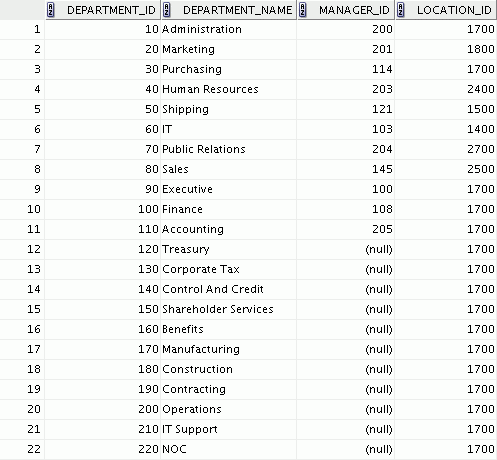 DEPARTMENT_ID DEPARTMENT_NAME MANAGER_ID LOCATION_ID
1 10 Administration 200 1700
2 20 Marketing 201 1800
3 30 Purchasing 114 1700
4 40 Human Resources 203 2400
5 50 Shipping 121 1500
6 60 IT 103 1400
7 70 Public Relations 204 2700
8 80 Sales 145 2500
9 90 Executive 100 1700
10 100 Finance 108 1700
11 110 Accounting 205 1700
12 120 Treasury (null) 1700
13 130 Corporate Tax (null) 1700
14 140 Control And Credit (null) 1700
15 150 Shareholder Services (null) 1700
16 160 Benefits (null) 1700
17 170 Manufacturing (null) 1700
18 180 Construction (null) 1700
19 190 Contracting (null) 1700
20 200 Operations (null) 1700
21 210 IT Support (null) 1700
22 220 NOC (null) 1700